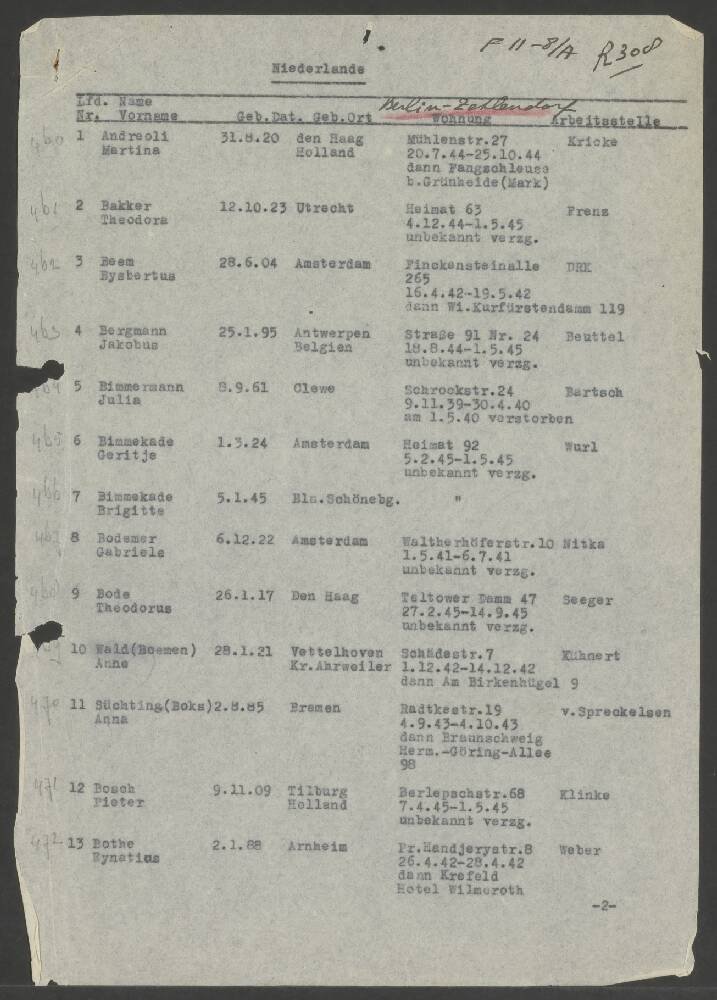 F 11-8/A R308
Niederlande
Lfd. Name Berlin-Zehlendorf
Nr. Vorname Geb.Dat. Geb.Ort Wohnung Arbeitsstelle
460 1 Andreoli 31.8.20 den Haag Mühlenstr.27 Kricke
Martina Holland 20.7.44-25.10.44
dann Fangschleuse
b.Grünheide(Mark)
461 2 Bakker 12.10.23 Utrecht Heimat 63 Frenz
Theodora 4.12.44-1.5.45
unbekannt verzg.
462 3 Beem 28.6.04 Amsterdam Finckensteinalle DRK
Eysbertus 265
16.4.42-19.5.42
dann Wi.Kurfürstendamm 119
463 4 Bergmann 25.1.95 Antwerpen Straße 91 Nr. 24 Beuttel
Jakobus Belgien 18.8.44-1.5.45
unbekannt verzg.
5 Bimmermann 8.9.61 Cleve Schrockstr.24 Bartsch
Julia 9.11.39-30.4.40
am 1.5.40 verstorben
465 6 Bimmekade 1.3.24 Amsterdam Heimat 92 Wurl
Geritje 5.2.45-1.5.45
unbekannt verzg.
466 7 Bimmekade 5.1.45 Bln.Schönebg. "
Brigitte
467 8 Bodemer 6.12.22 Amsterdam Waltherhöferstr.10 Nitka
Gabriele 1.5.41-6.7.41
unbekannt verzg.
468 9 Bode 26.1.17 Den Haag Teltower Damm 47 Seeger
Theodorus 27.2.45-14.9.45
unbekannt verzg.
10 Wald(Boemen) 28.1.21 Vettelhoven Schädestr.7 Kühnert
Anne Kr.Ahrweiler 1.12.42-14.12.42
dann Am Birkenhügel 9
470 11 Süchting(Boks)2.8.85 Bremen Radtkestr.19 v.Spreckelsen
Anna 4.9.43-4.10.43
dann Braunschweig
Herm.-Göring-Allee
98
471 12 Bosch 9.11.09 Tilburg Berlepschstr.68 Klinke
Pieter Holland 7.4.45-1.5.45
unbekannt verzg.
472 13 Bothe 2.1.88 Arnheim Pr.Handjerystr.8 Weber
Eynatius 26.4.42-28.4.42
dann Krefeld
Hotel Wilmeroth
-2-